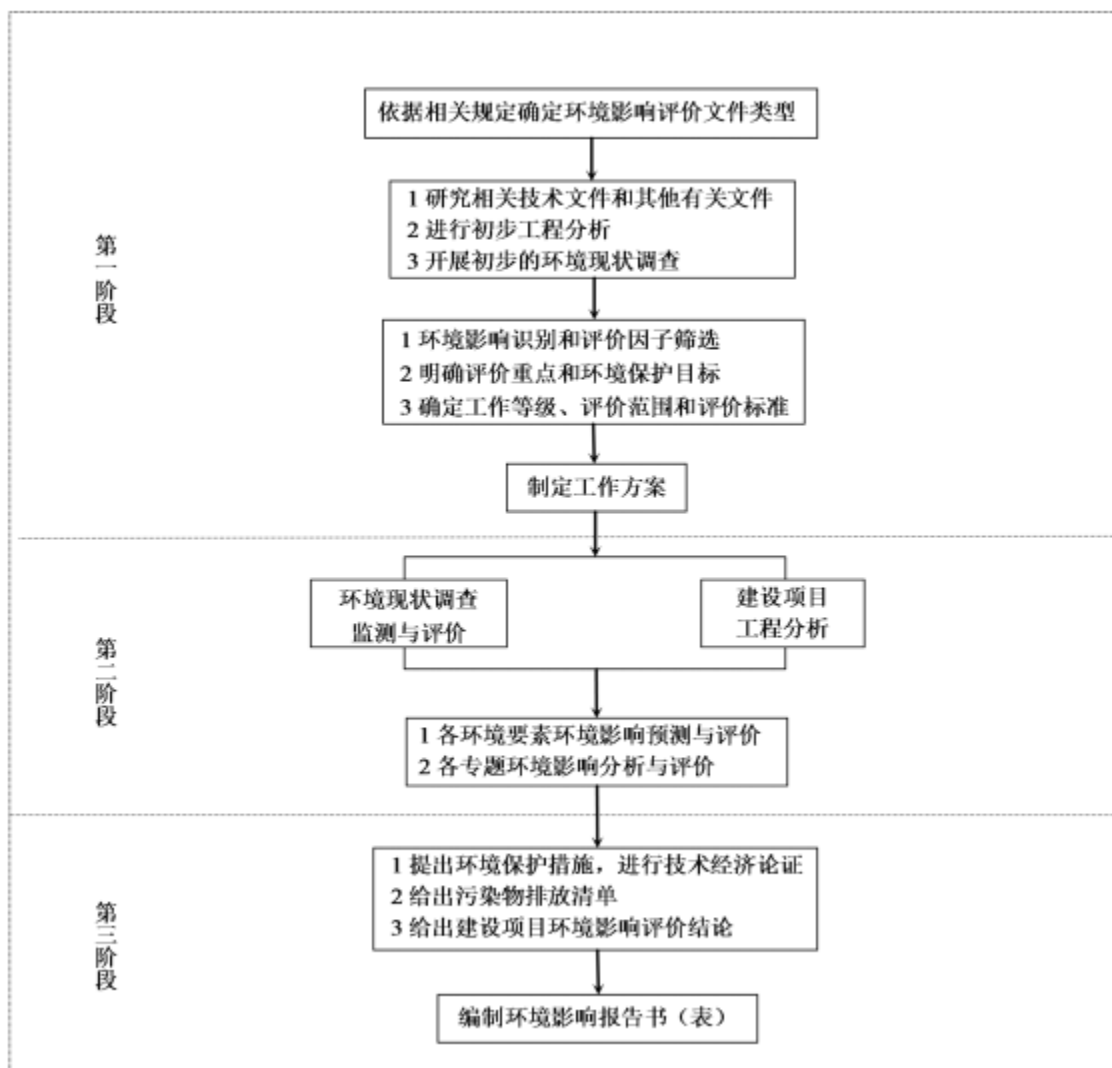 依据相关规定确定环境影响评价文件类型
1 研究相关技术文件和其他有关文件
2 进行初步工程分析
3 开展初步的环境现状调查
第一阶段
1 环境影响识别和评价因子筛选
2 明确评价重点和环境保护目标
3 确定工作等级、评价范围和评价标准
制定工作方案
环境现状调查
监测与评价
建设项目
工程分析
第二阶段
1 各环境要素环境影响预测与评价
2 各专题环境影响分析与评价
1 提出环境保护措施，进行技术经济论证
2 给出污染物排放清单
3 给出建设项目环境影响评价结论
第三阶段
编制环境影响报告书（表）